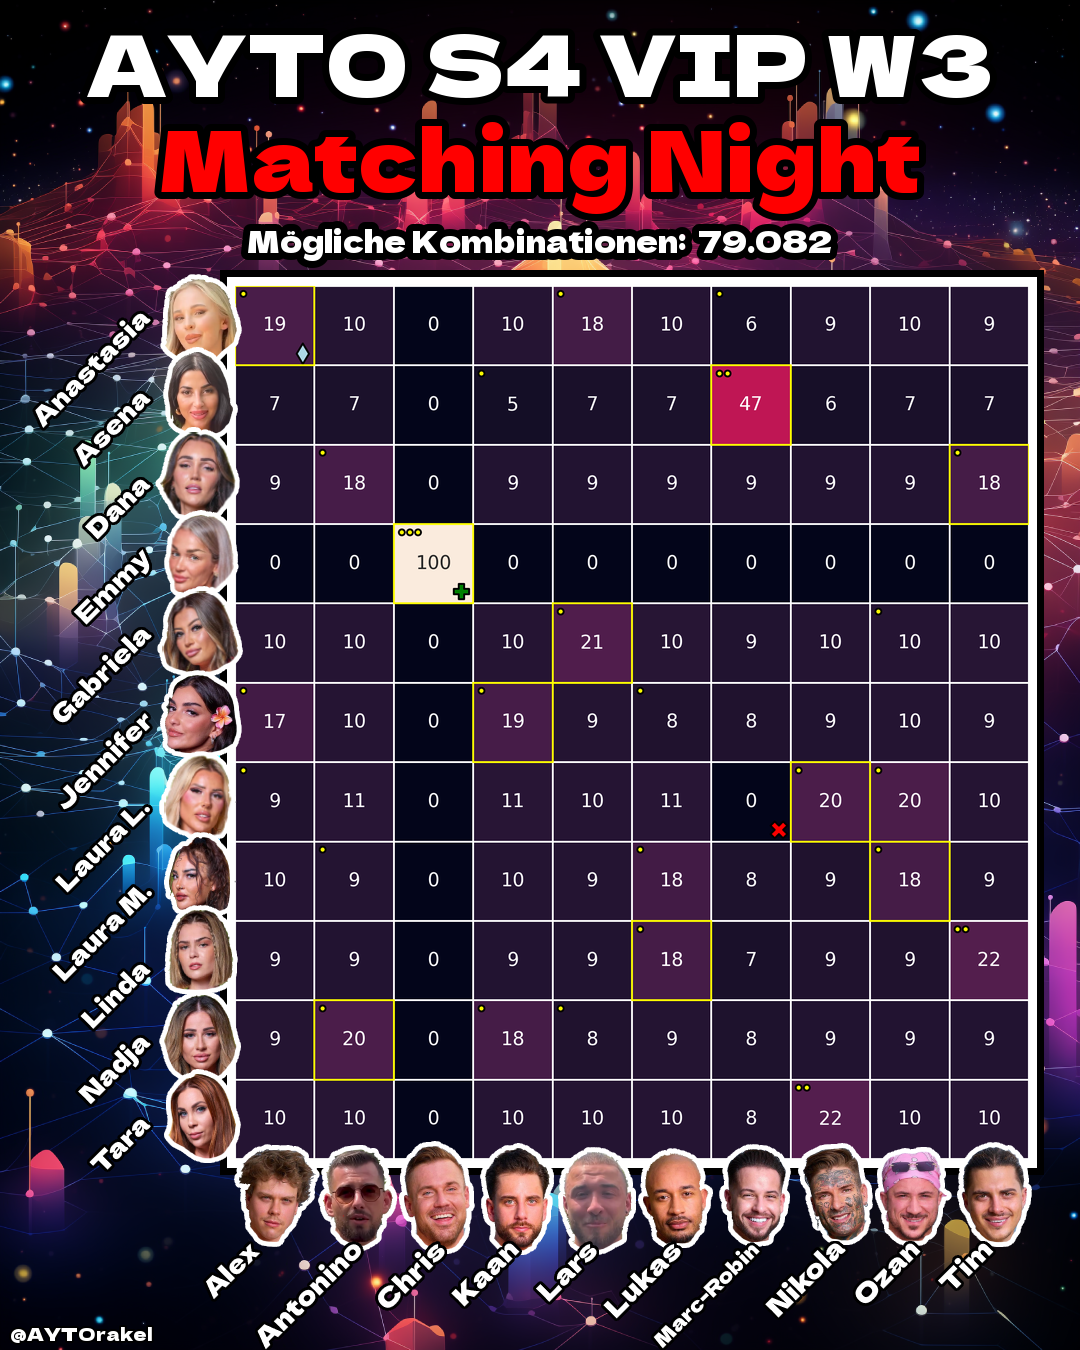 AYTO S4 VIP W3
Matching Night
Mögliche Kombinationen: 79.082
Anastasia 19 10 0 10 18 10 6 9 10 9
Asena 7 7 0 5 7 7 47 6 7 7
Dana 9 18 0 9 9 9 9 9 9 18
Emmy 0 0 100 0 0 0 0 0 0 0
Gabriela 10 10 0 10 21 10 9 10 10 10
Jennifer 17 10 0 19 9 8 8 9 10 9
Laura L. 9 11 0 11 10 11 0 20 20 10
Laura M. 10 9 0 10 9 18 8 9 18 9
Linda 9 9 0 9 9 18 7 9 9 22
Nadja 9 20 0 18 8 9 8 9 9 9
Tara 10 10 0 10 10 10 8 22 10 10
Alex Antonino Chris Kaan Lars Lukas Marc-Robin Nikola Ozan Tim
@AYTOrakel